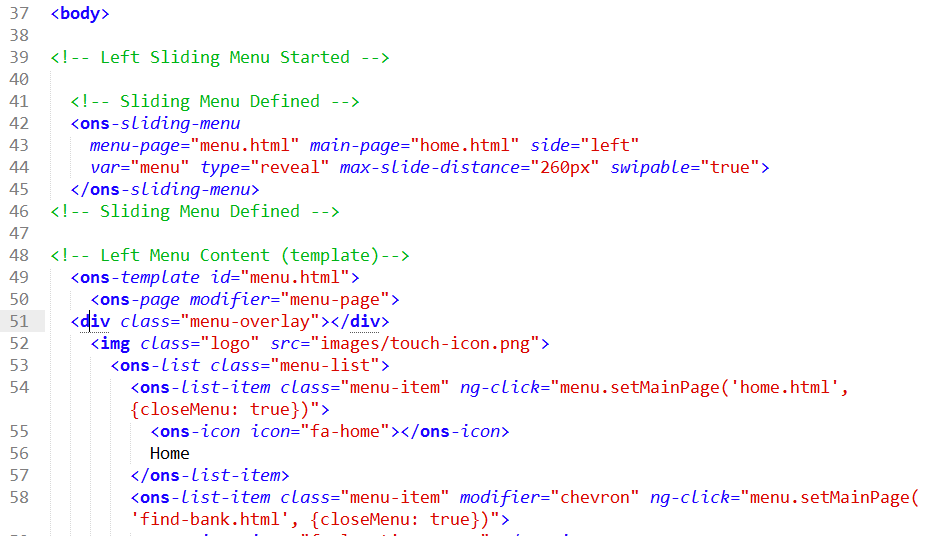 37 <body>
38
39 <!-- Left Sliding Menu Started -->
40
41 <!-- Sliding Menu Defined -->
42 <ons-sliding-menu
43 menu-page="menu.html" main-page="home.html" side="left"
44 var="menu" type="reveal" max-slide-distance="260px" swipable="true">
45 </ons-sliding-menu>
46 <!-- Sliding Menu Defined -->
47
48 <!-- Left Menu Content (template)-->
49 <ons-template id="menu.html">
50 <ons-page modifier="menu-page">
51 <div class="menu-overlay"></div>
52 <img class="logo" src="images/touch-icon.png">
53 <ons-list class="menu-list">
54 <ons-list-item class="menu-item" ng-click="menu.setMainPage('home.html',
{closeMenu: true})">
55 <ons-icon icon="fa-home"></ons-icon>
56 Home
57 </ons-list-item>
58 <ons-list-item class="menu-item" modifier="chevron" ng-click="menu.setMainPage(
'find-bank.html', {closeMenu: true})">